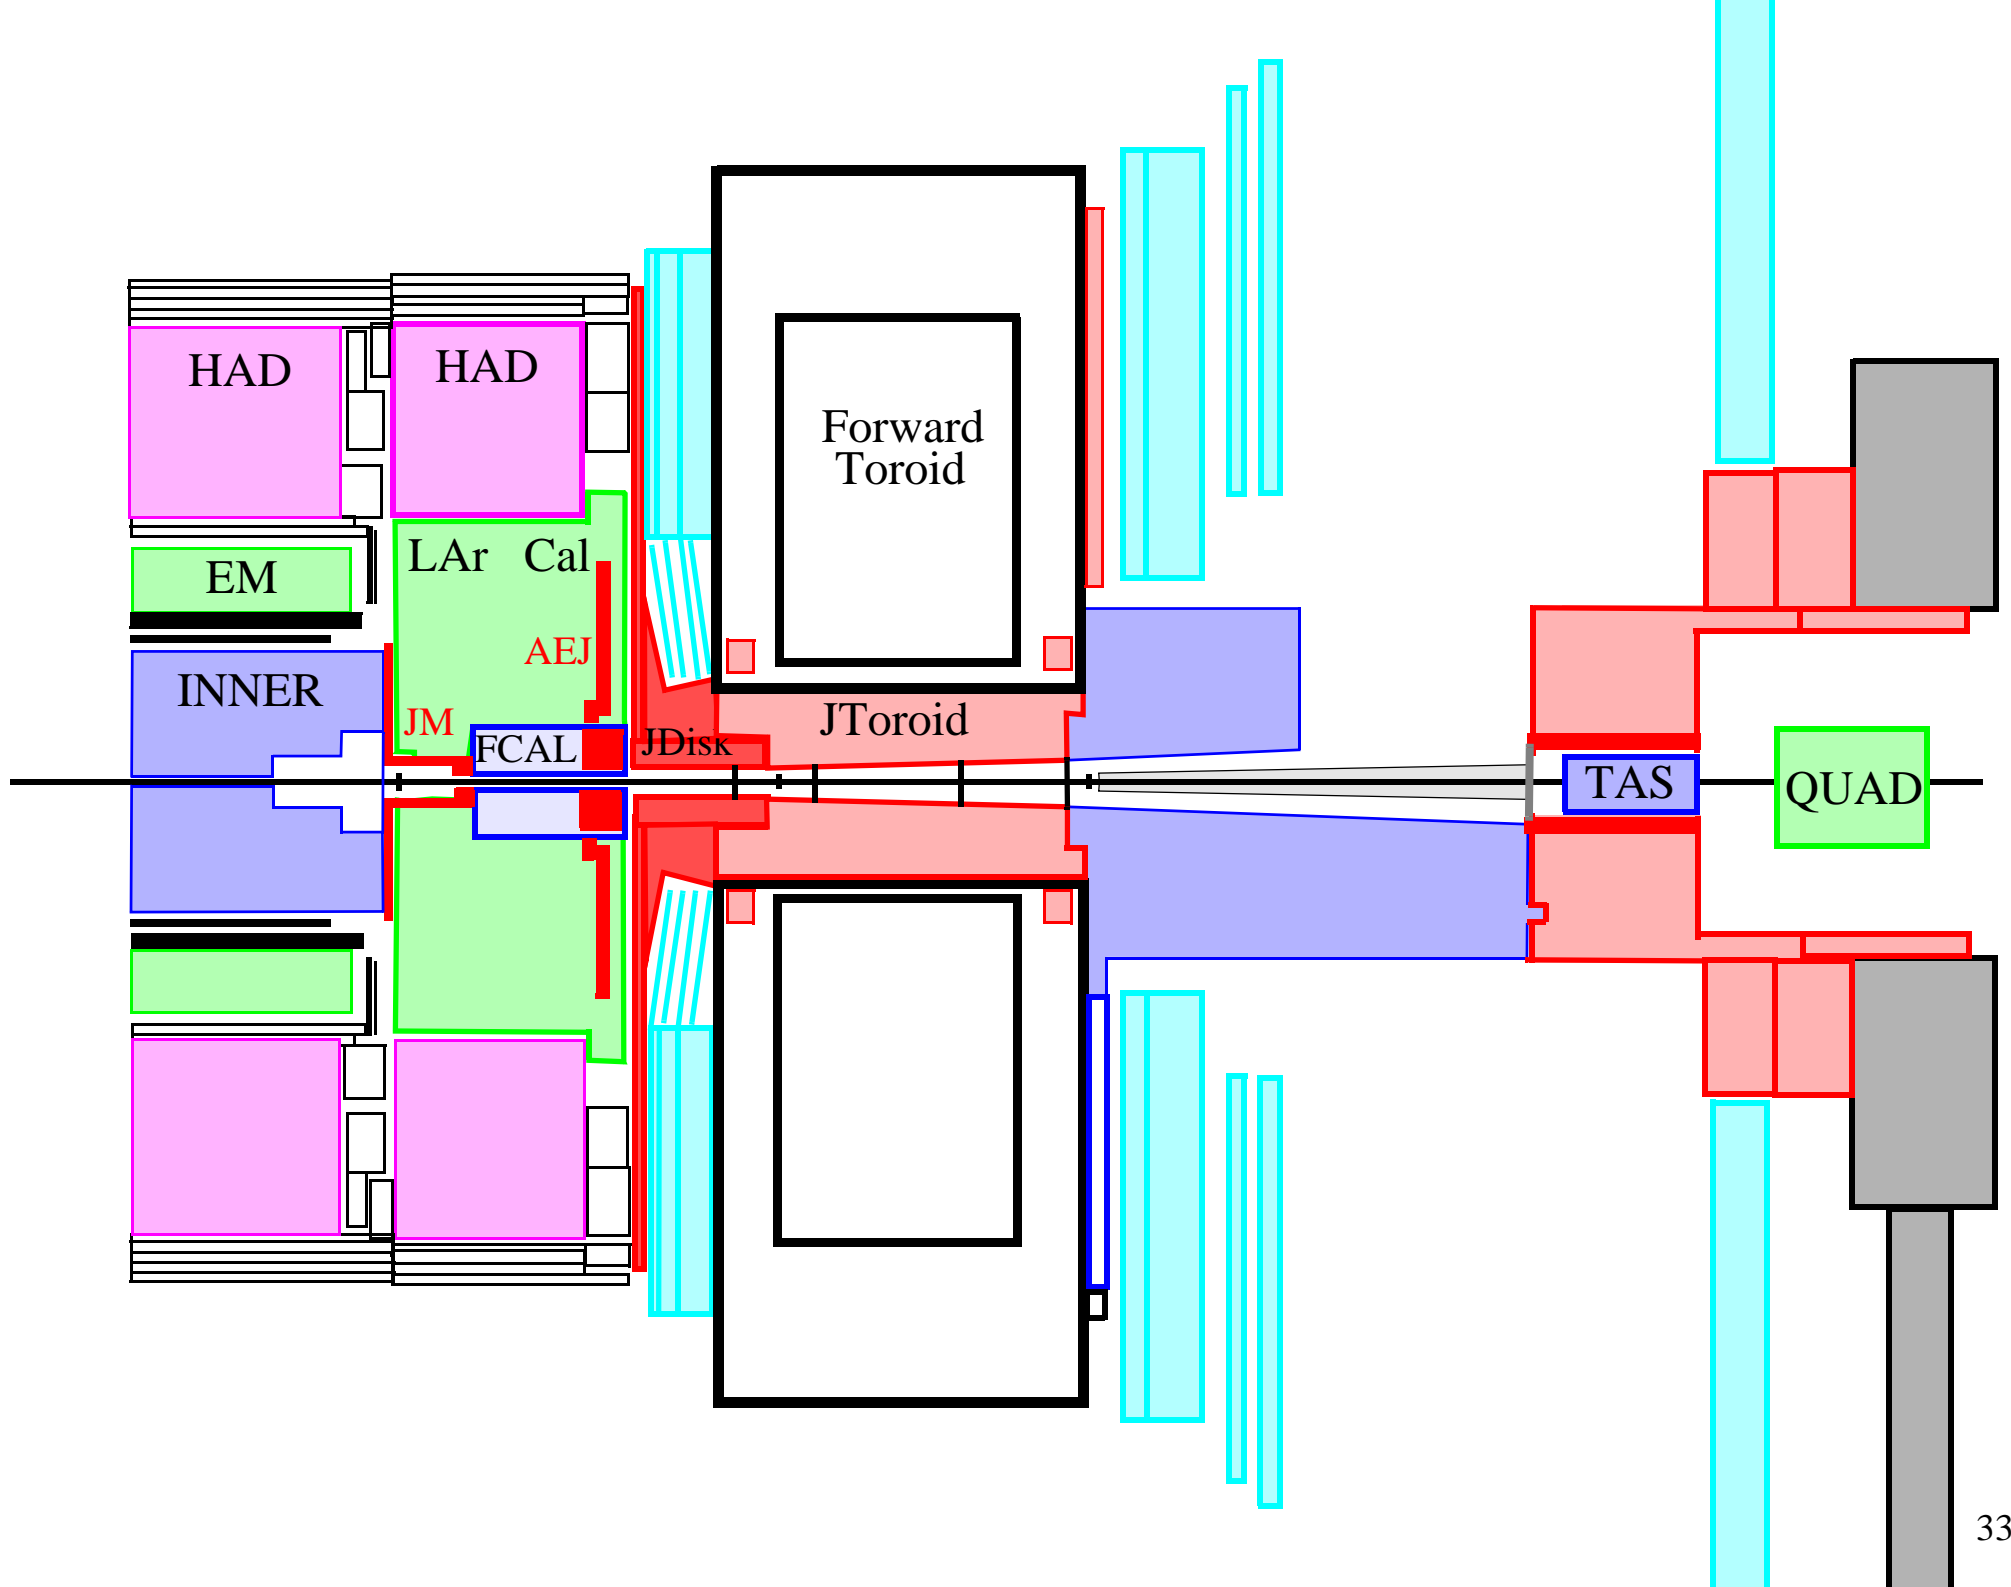 HAD
HAD
Forward
Toroid
LAr Cal
EM
AEJ
INNER
JM
FCAL
JDisk
JToroid
TAS
QUAD
33